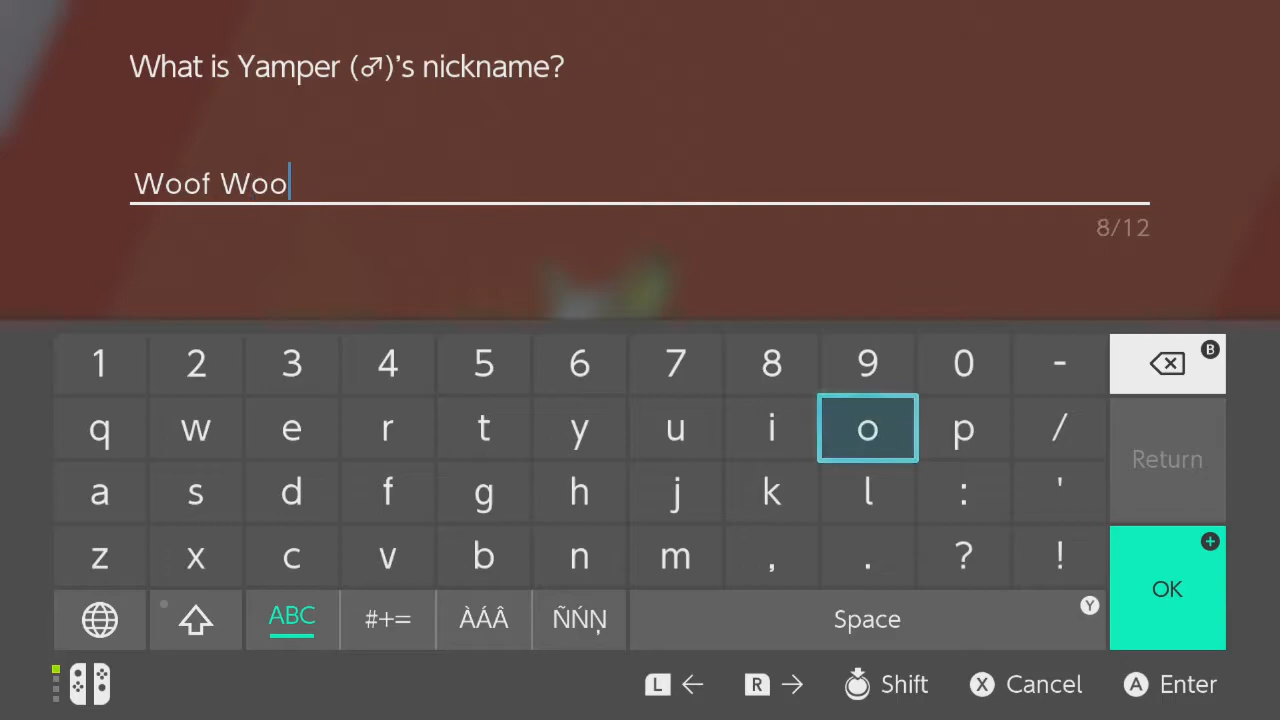 What is Yamper (♂)'s nickname?
Woof Woo
8/12
1 2 3 4 5 6 7 8 9 0 - B
q w e r t y u i o p / Return
a s d f g h j k l : '
z x c v b n m , . ? ! + OK
ABC #+= ÀÁÂ ÑŃŅ Space Y
L ← R → Shift X Cancel A Enter